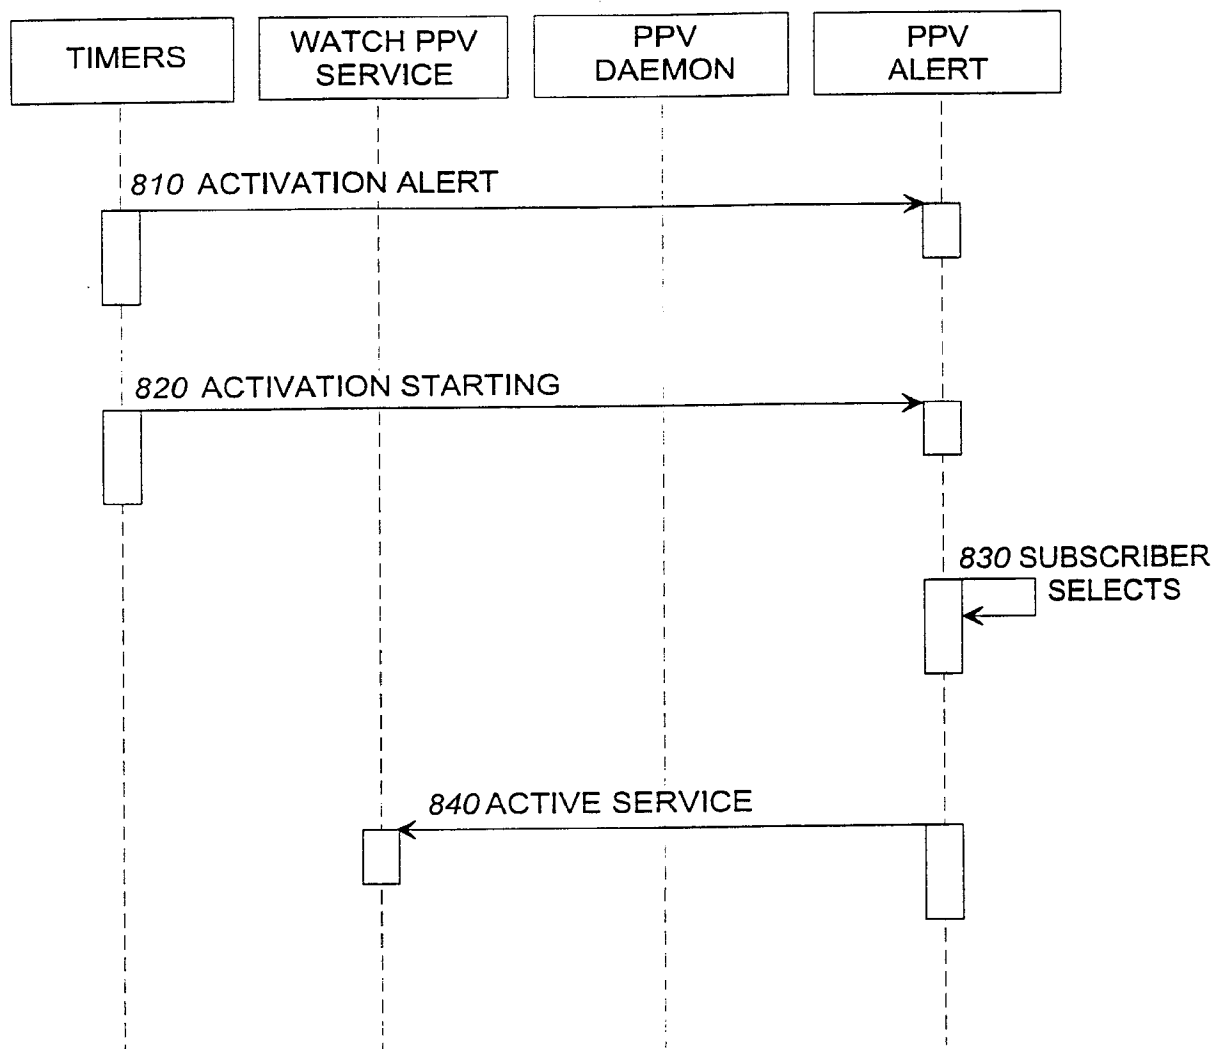 TIMERS
WATCH PPV
SERVICE
PPV
DAEMON
PPV
ALERT
810 ACTIVATION ALERT
820 ACTIVATION STARTING
830 SUBSCRIBER
SELECTS
840 ACTIVE SERVICE